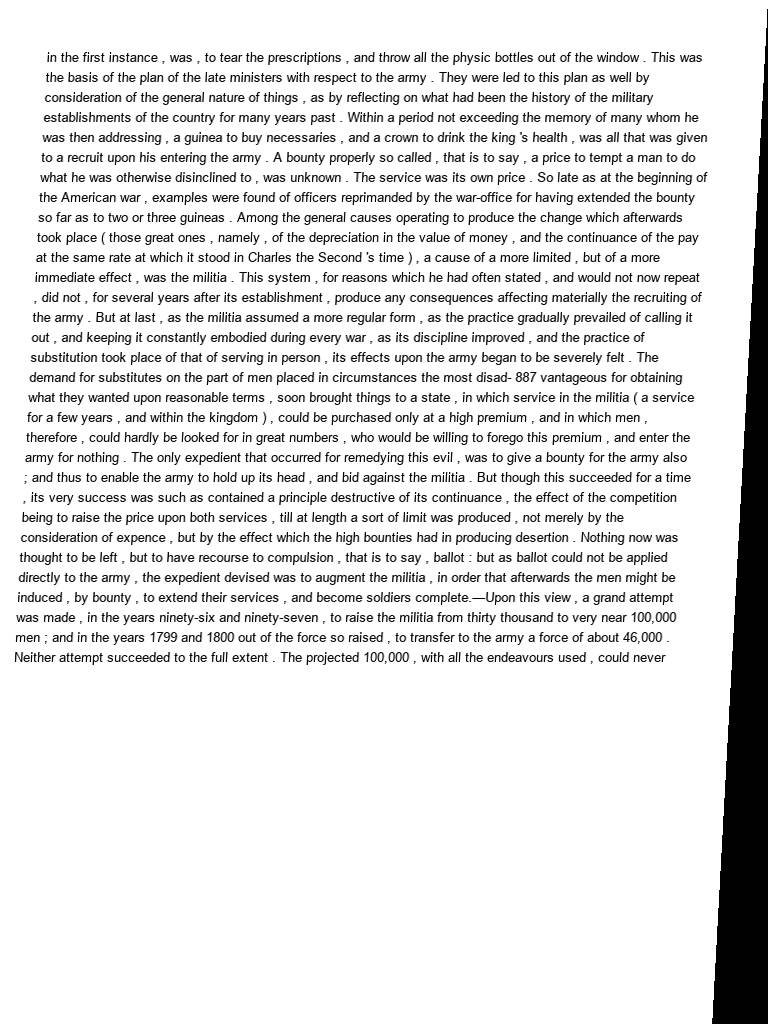 in the first instance , was , to tear the prescriptions , and throw all the physic bottles out of the window . This was
the basis of the plan of the late ministers with respect to the army . They were led to this plan as well by
consideration of the general nature of things , as by reflecting on what had been the history of the military
establishments of the country for many years past . Within a period not exceeding the memory of many whom he
was then addressing , a guinea to buy necessaries , and a crown to drink the king 's health , was all that was given
to a recruit upon his entering the army . A bounty properly so called , that is to say , a price to tempt a man to do
what he was otherwise disinclined to , was unknown . The service was its own price . So late as at the beginning of
the American war , examples were found of officers reprimanded by the war-office for having extended the bounty
so far as to two or three guineas . Among the general causes operating to produce the change which afterwards
took place ( those great ones , namely , of the depreciation in the value of money , and the continuance of the pay
at the same rate at which it stood in Charles the Second 's time ) , a cause of a more limited , but of a more
immediate effect , was the militia . This system , for reasons which he had often stated , and would not now repeat
, did not , for several years after its establishment , produce any consequences affecting materially the recruiting of
the army . But at last , as the militia assumed a more regular form , as the practice gradually prevailed of calling it
out , and keeping it constantly embodied during every war , as its discipline improved , and the practice of
substitution took place of that of serving in person , its effects upon the army began to be severely felt . The
demand for substitutes on the part of men placed in circumstances the most disad- 887 vantageous for obtaining
what they wanted upon reasonable terms , soon brought things to a state , in which service in the militia ( a service
for a few years , and within the kingdom ) , could be purchased only at a high premium , and in which men ,
therefore , could hardly be looked for in great numbers , who would be willing to forego this premium , and enter the
army for nothing . The only expedient that occurred for remedying this evil , was to give a bounty for the army also
; and thus to enable the army to hold up its head , and bid against the militia . But though this succeeded for a time
, its very success was such as contained a principle destructive of its continuance , the effect of the competition
being to raise the price upon both services , till at length a sort of limit was produced , not merely by the
consideration of expence , but by the effect which the high bounties had in producing desertion . Nothing now was
thought to be left , but to have recourse to compulsion , that is to say , ballot : but as ballot could not be applied
directly to the army , the expedient devised was to augment the militia , in order that afterwards the men might be
induced , by bounty , to extend their services , and become soldiers complete.—Upon this view , a grand attempt
was made , in the years ninety-six and ninety-seven , to raise the militia from thirty thousand to very near 100,000
men ; and in the years 1799 and 1800 out of the force so raised , to transfer to the army a force of about 46,000 .
Neither attempt succeeded to the full extent . The projected 100,000 , with all the endeavours used , could never